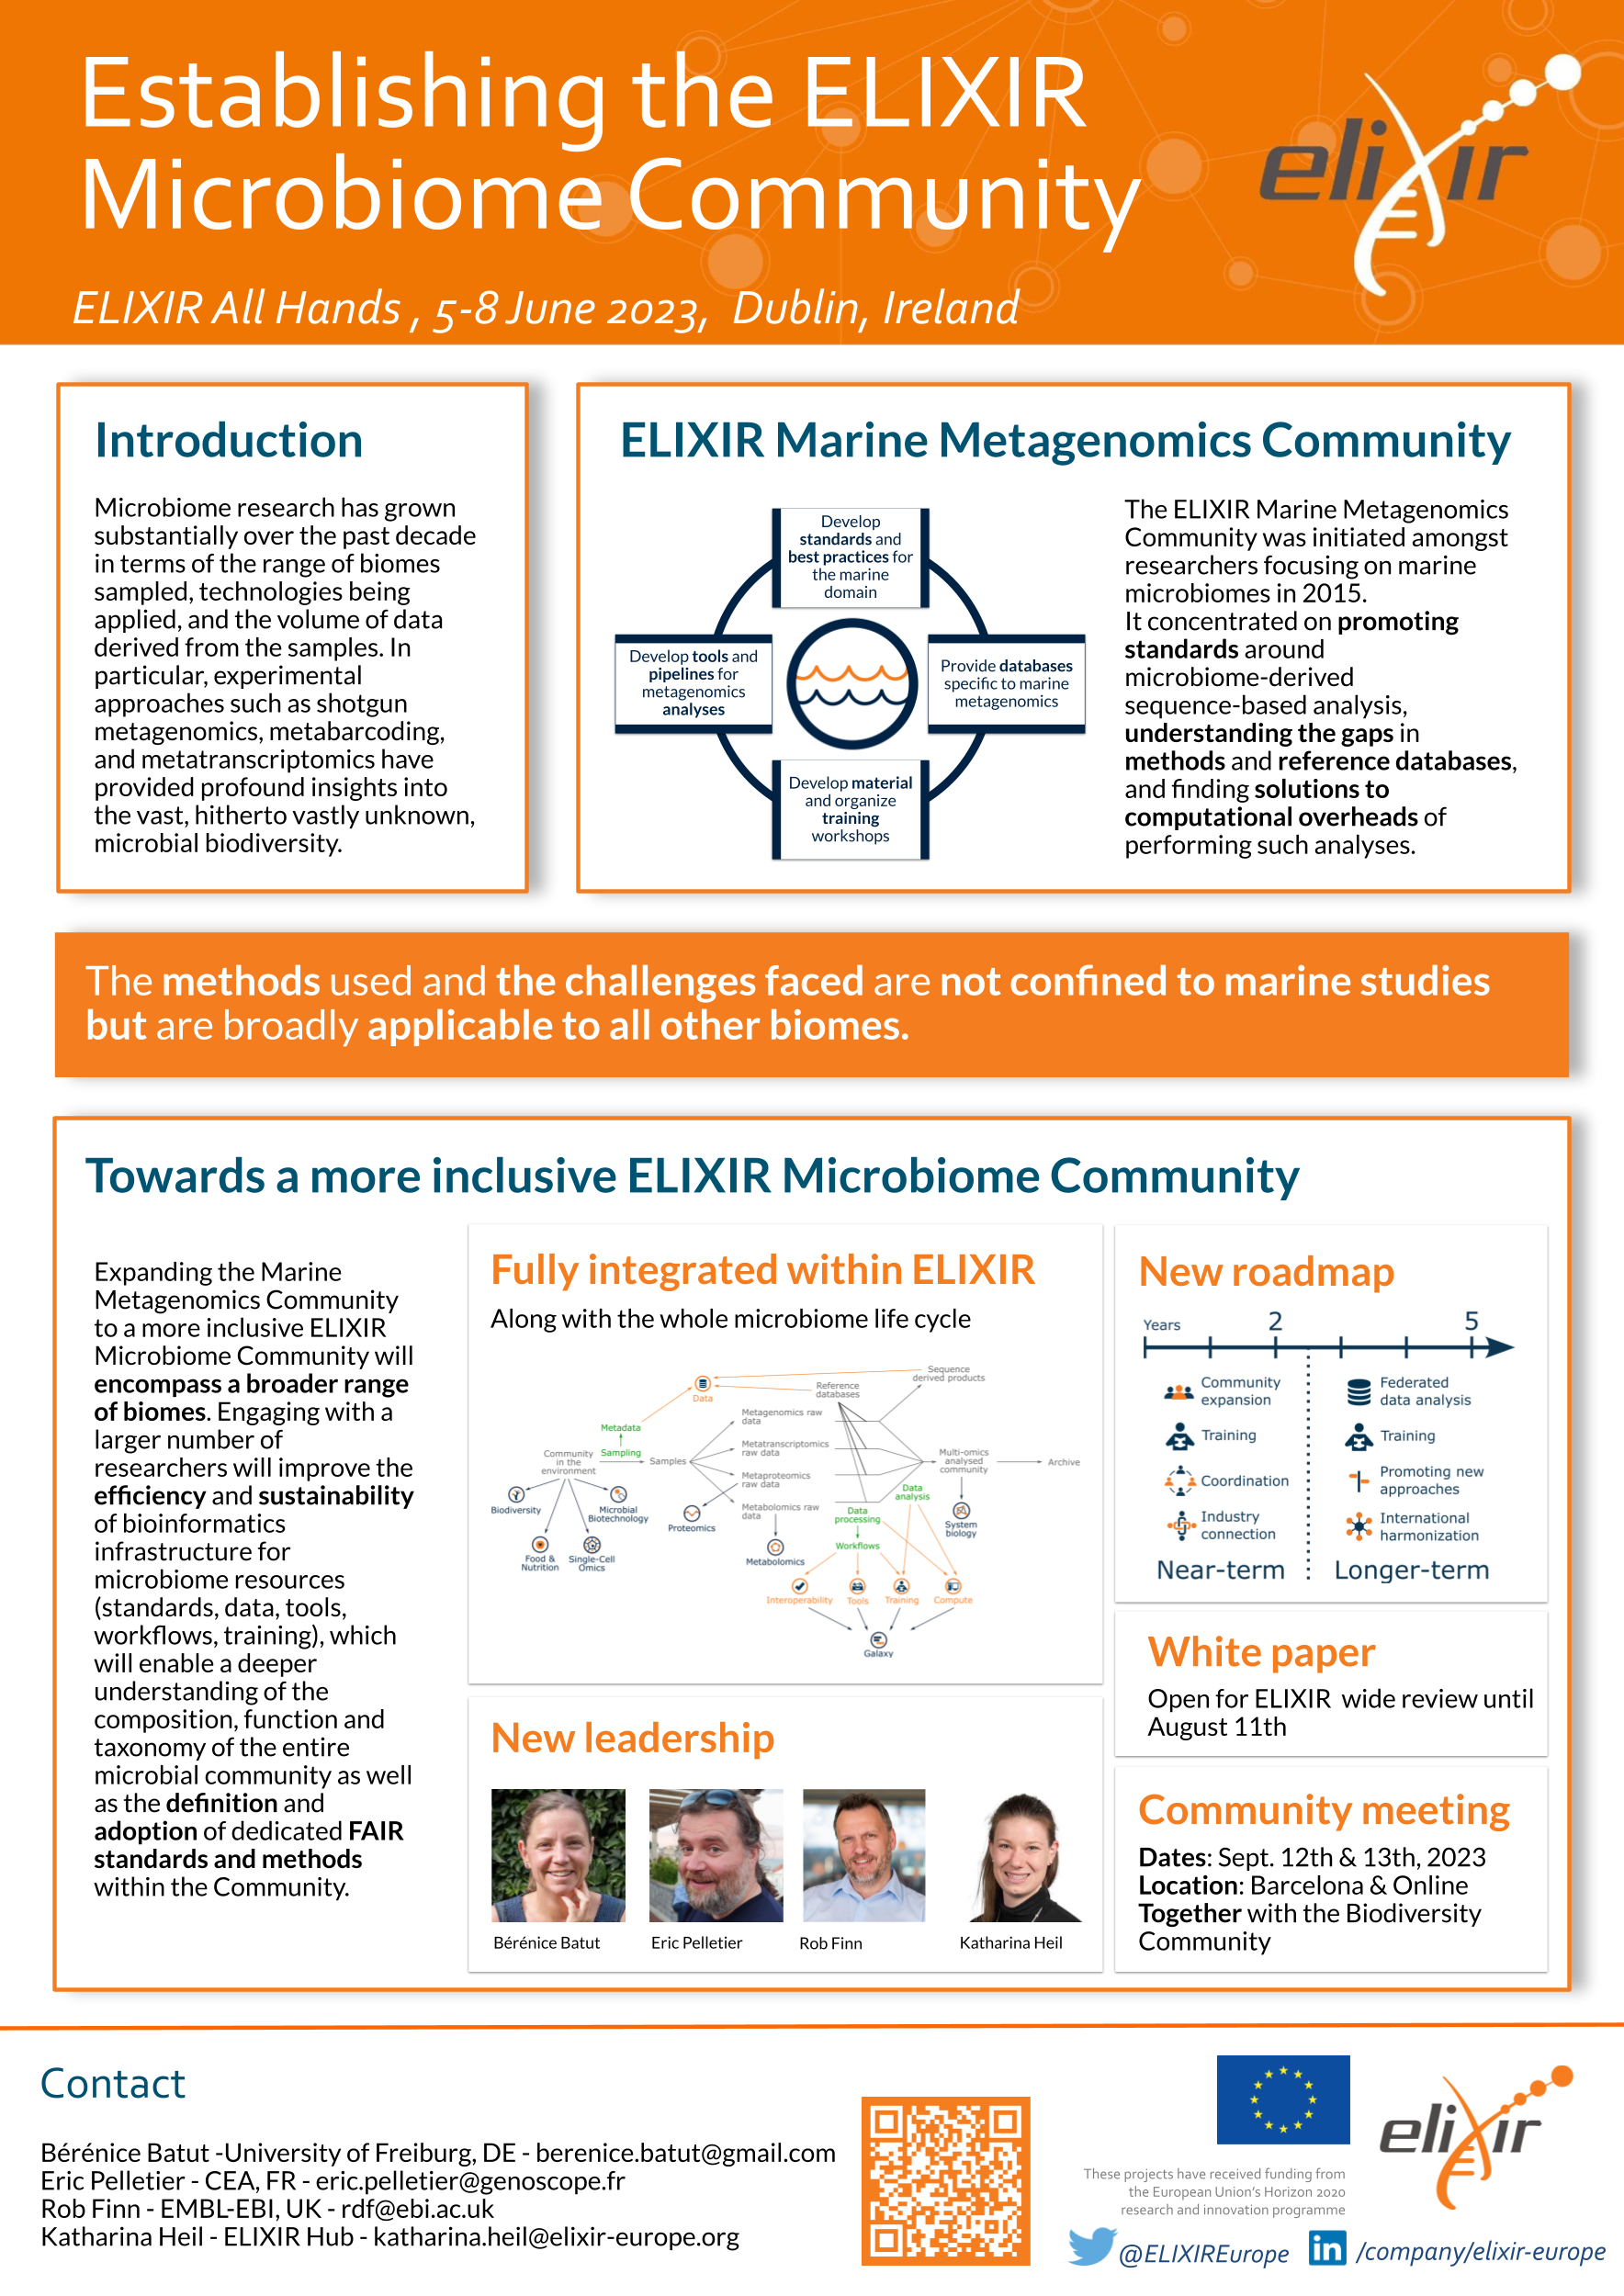 Establishing the ELIXIR
Microbiome Community
elixir
ELIXIR All Hands , 5-8 June 2023, Dublin, Ireland
Introduction
Microbiome research has grown
substantially over the past decade
in terms of the range of biomes
sampled, technologies being
applied, and the volume of data
derived from the samples. In
particular, experimental
approaches such as shotgun
metagenomics, metabarcoding,
and metatranscriptomics have
provided profound insights into
the vast, hitherto vastly unknown,
microbial biodiversity.
ELIXIR Marine Metagenomics Community
Develop
standards and
best practices for
the marine
domain
Develop tools and
pipelines for
metagenomics
analyses
Provide databases
specific to marine
metagenomics
Develop material
and organize
training
workshops
The ELIXIR Marine Metagenomics
Community was initiated amongst
researchers focusing on marine
microbiomes in 2015.
It concentrated on promoting
standards around
microbiome-derived
sequence-based analysis,
understanding the gaps in
methods and reference databases,
and finding solutions to
computational overheads of
performing such analyses.
The methods used and the challenges faced are not confined to marine studies
but are broadly applicable to all other biomes.
Towards a more inclusive ELIXIR Microbiome Community
Expanding the Marine
Metagenomics Community
to a more inclusive ELIXIR
Microbiome Community will
encompass a broader range
of biomes. Engaging with a
larger number of
researchers will improve the
efficiency and sustainability
of bioinformatics
infrastructure for
microbiome resources
(standards, data, tools,
workflows, training), which
will enable a deeper
understanding of the
composition, function and
taxonomy of the entire
microbial community as well
as the definition and
adoption of dedicated FAIR
standards and methods
within the Community.
Fully integrated within ELIXIR
Along with the whole microbiome life cycle
Sequence
derived products
Data
Reference
databases
Metadata
Sampling
Community
in the
environment
Samples
Metagenomics raw
data
Metatranscriptomics
raw data
Metaproteomics
raw data
Metabolomics raw
data
Multi-omics
analysed
community
Archive
Biodiversity
Microbial
Biotechnology
Food &
Nutrition
Single-Cell
Omics
Proteomics
Metabolomics
Data
analysis
Data
processing
Workflows
System
biology
Interoperability
Tools
Training
Compute
Galaxy
New leadership
Bérénice Batut
Eric Pelletier
Rob Finn
Katharina Heil
New roadmap
Years
2
5
Community
expansion
Training
Coordination
Industry
connection
Near-term
Federated
data analysis
Training
Promoting new
approaches
International
harmonization
Longer-term
White paper
Open for ELIXIR wide review until
August 11th
Community meeting
Dates: Sept. 12th & 13th, 2023
Location: Barcelona & Online
Together with the Biodiversity
Community
Contact
Bérénice Batut -University of Freiburg, DE - berenice.batut@gmail.com
Eric Pelletier - CEA, FR - eric.pelletier@genoscope.fr
Rob Finn - EMBL-EBI, UK - rdf@ebi.ac.uk
Katharina Heil - ELIXIR Hub - katharina.heil@elixir-europe.org
elixir
These projects have received funding from
the European Union's Horizon 2020
research and innovation programme
@ELIXIREurope
in /company/elixir-europe